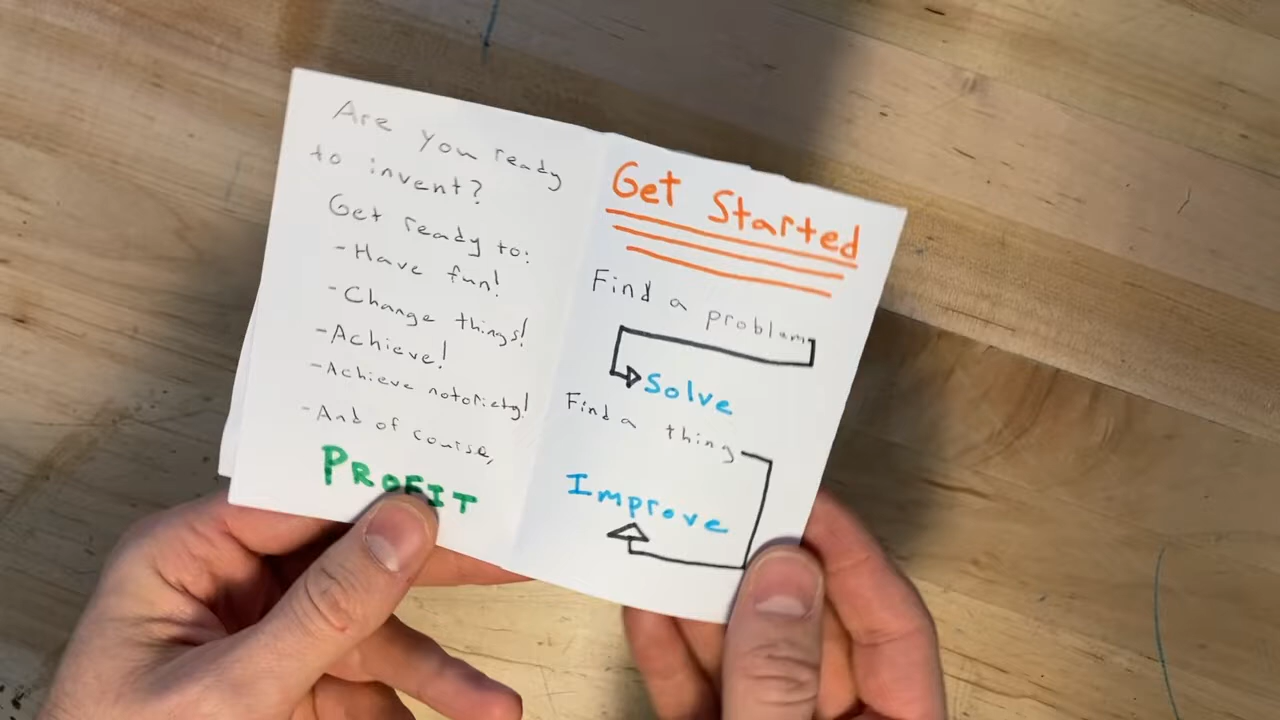 Are you ready
to invent?
Get ready to:
- Have fun!
- Change things!
- Achieve!
- Achieve notoriety!
- And of course,
PROFIT
Get Started
Find a problem
Solve
Find a thing
Improve